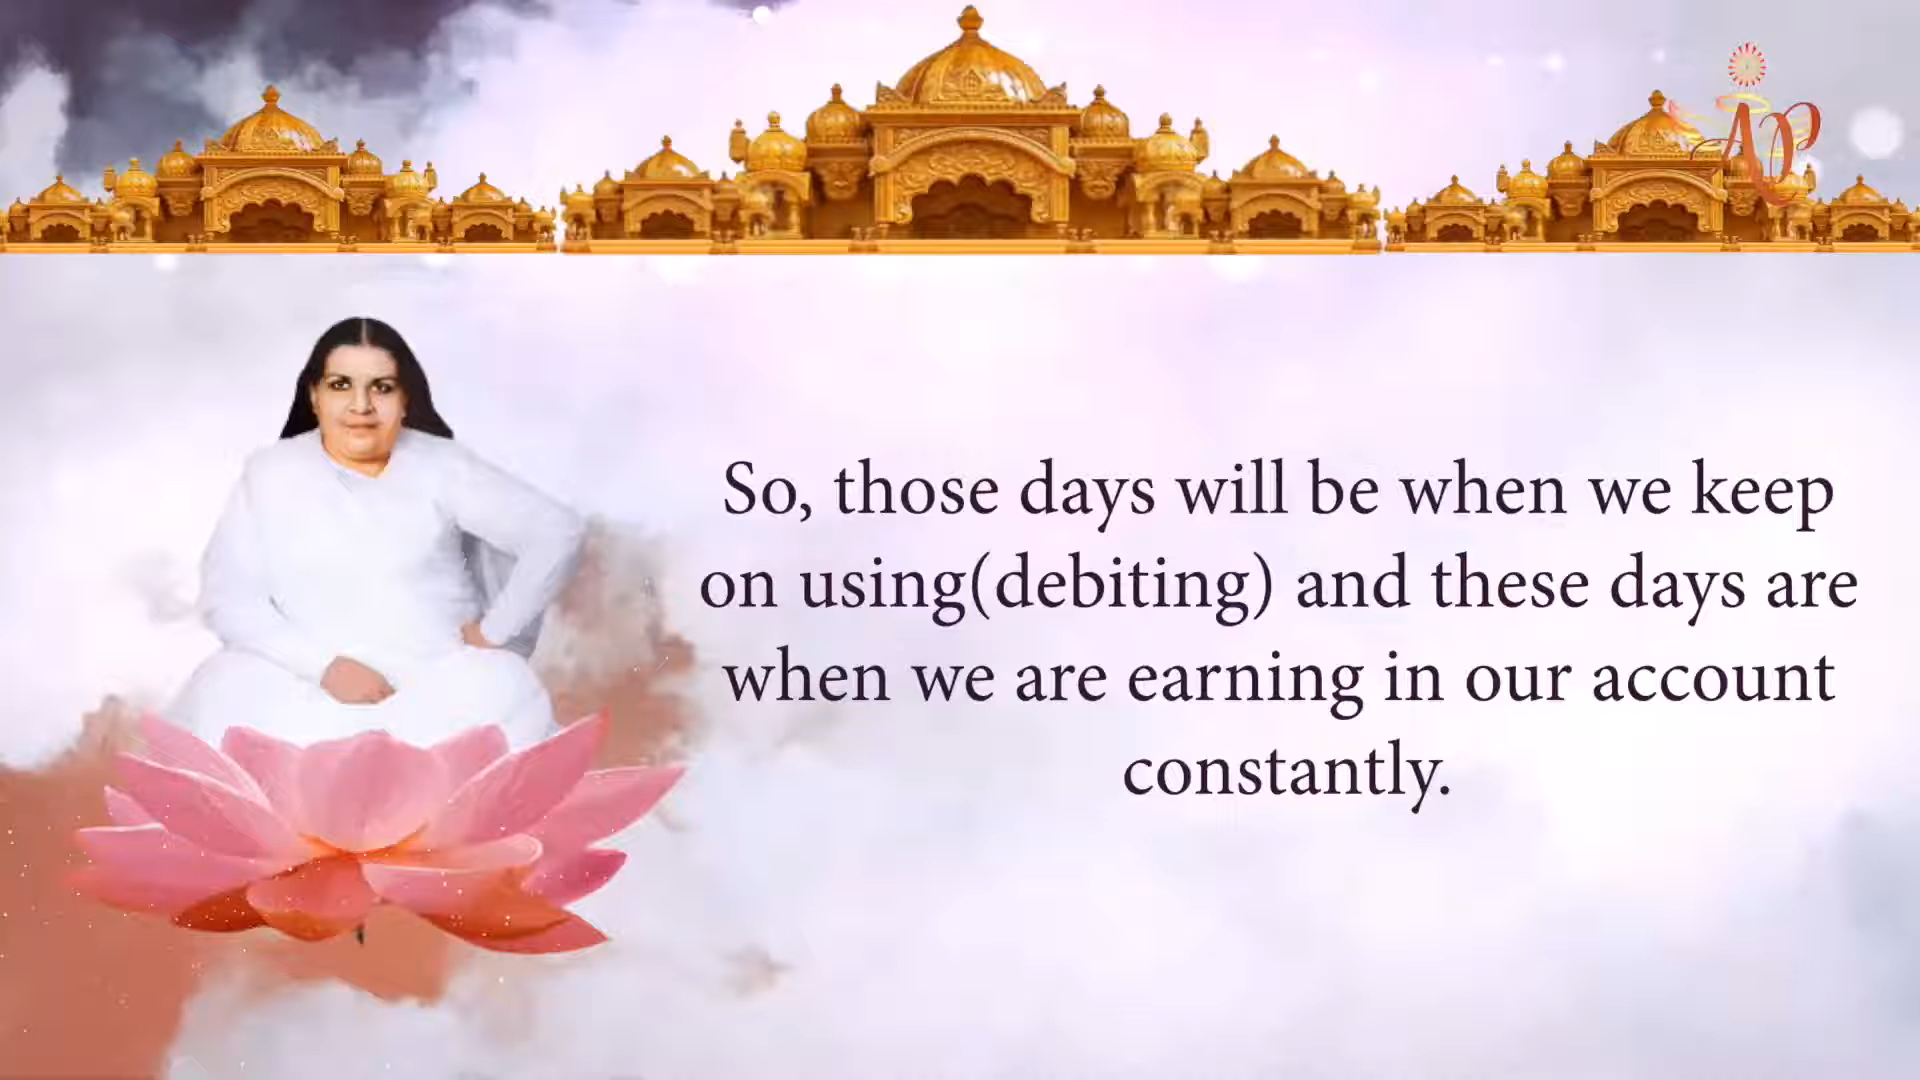 AP
So, those days will be when we keep
on using(debiting) and these days are
when we are earning in our account
constantly.